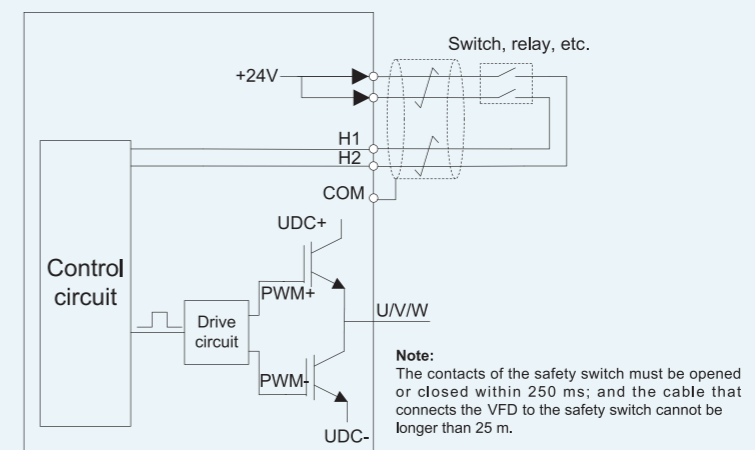 Switch, relay, etc.
+24V
H1
H2
COM
UDC+
Control
circuit
PWM+
Drive
circuit
U/V/W
PWM-
UDC-
Note:
The contacts of the safety switch must be opened
or closed within 250 ms; and the cable that
connects the VFD to the safety switch cannot be
longer than 25 m.